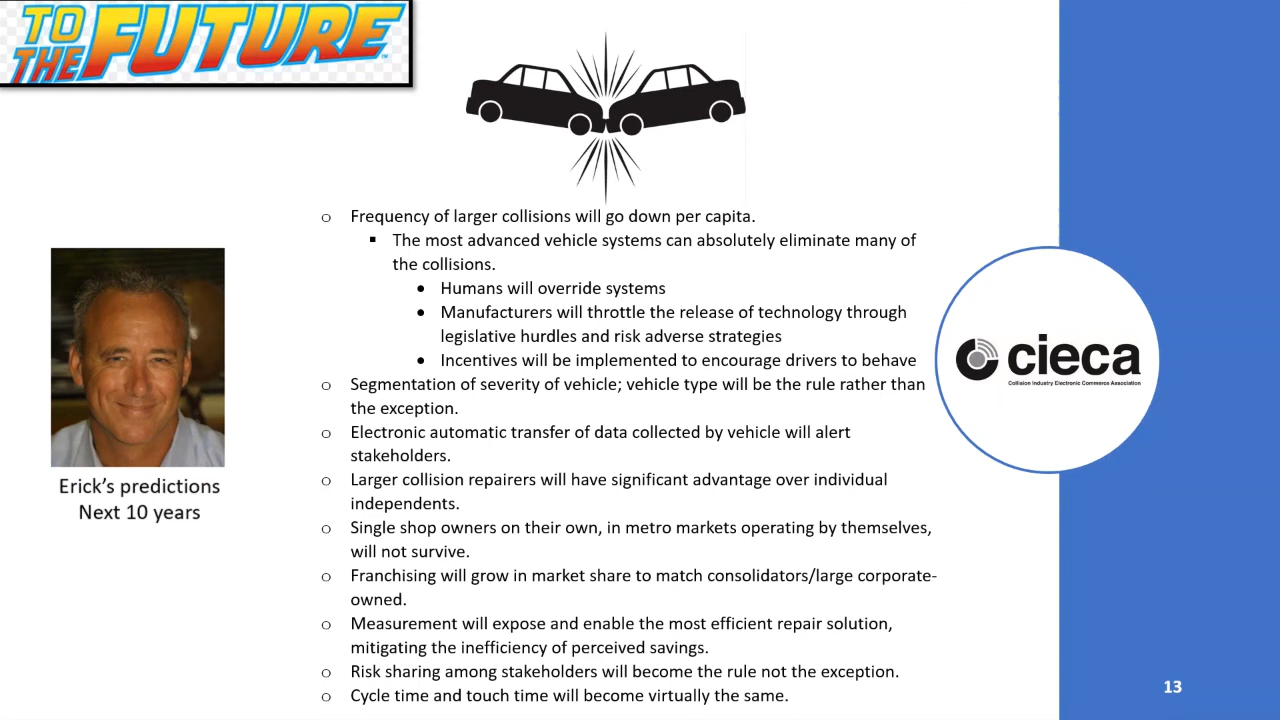 TO
THE
FUTURE
TM
o Frequency of larger collisions will go down per capita.
▪ The most advanced vehicle systems can absolutely eliminate many of
the collisions.
• Humans will override systems
• Manufacturers will throttle the release of technology through
legislative hurdles and risk adverse strategies
• Incentives will be implemented to encourage drivers to behave
o Segmentation of severity of vehicle; vehicle type will be the rule rather than
the exception.
o Electronic automatic transfer of data collected by vehicle will alert
stakeholders.
o Larger collision repairers will have significant advantage over individual
independents.
o Single shop owners on their own, in metro markets operating by themselves,
will not survive.
o Franchising will grow in market share to match consolidators/large corporate-
owned.
o Measurement will expose and enable the most efficient repair solution,
mitigating the inefficiency of perceived savings.
o Risk sharing among stakeholders will become the rule not the exception.
o Cycle time and touch time will become virtually the same.
Erick's predictions
Next 10 years
cieca
Collision Industry Electronic Commerce Association
13